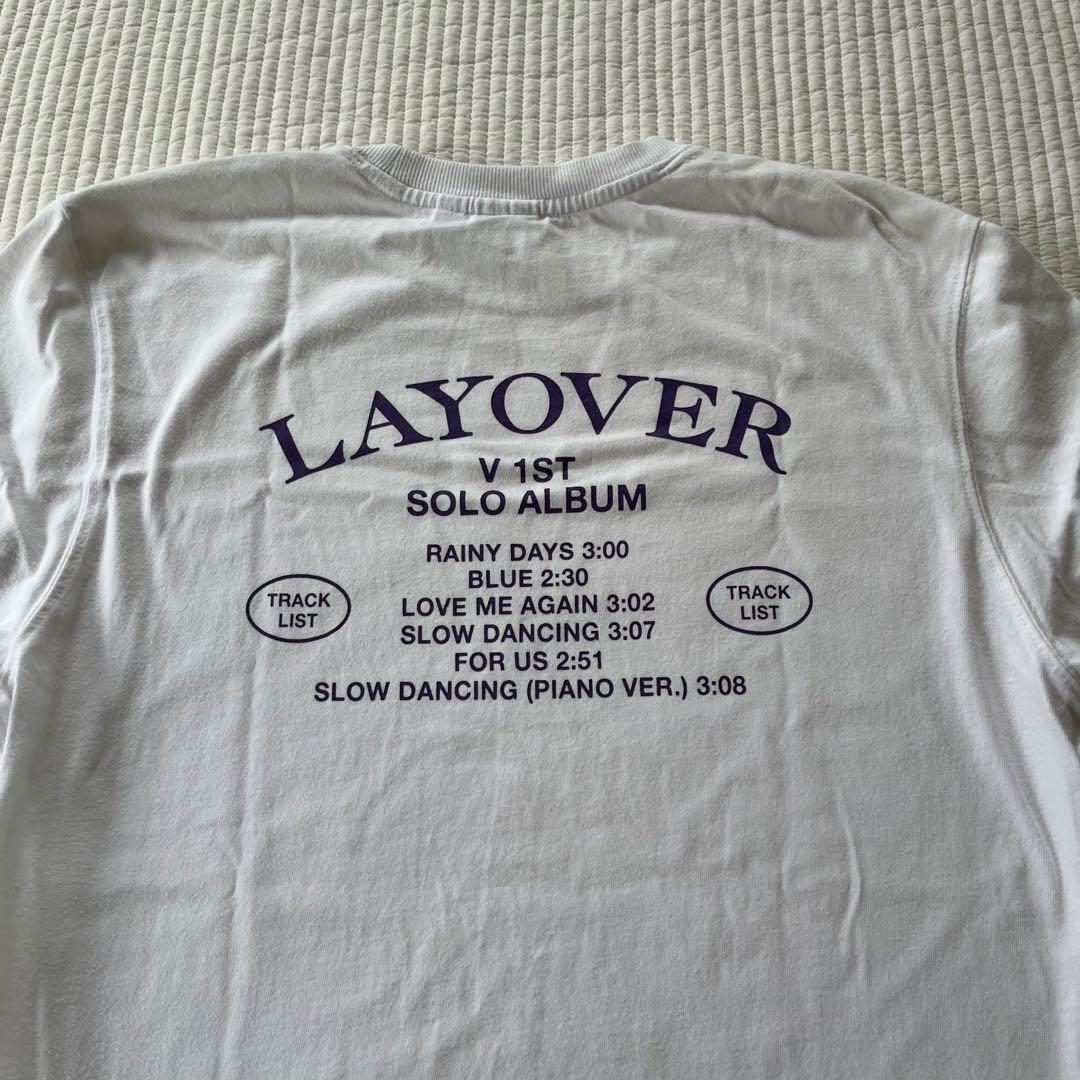 LAYOVER
V 1ST
SOLO ALBUM
RAINY DAYS 3:00
BLUE 2:30
LOVE ME AGAIN 3:02
SLOW DANCING 3:07
FOR US 2:51
SLOW DANCING (PIANO VER.) 3:08
TRACK
LIST
TRACK
LIST